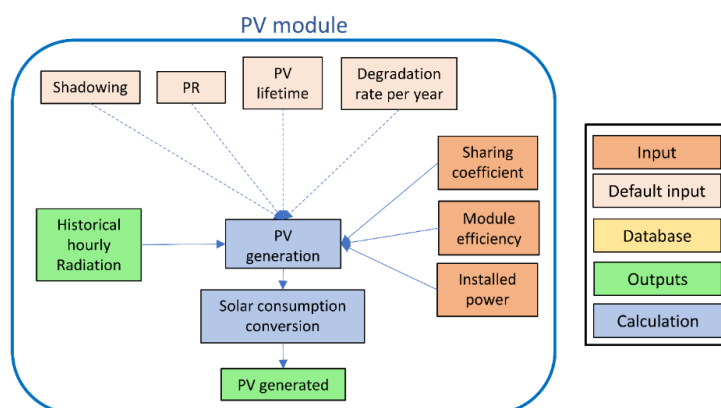 PV module
Shadowing
PR
PV
lifetime
Degradation
rate per year
Sharing
coefficient
Historical
hourly
Radiation
PV
generation
Module
efficiency
Installed
power
Solar consumption
conversion
PV generated
Input
Default input
Database
Outputs
Calculation